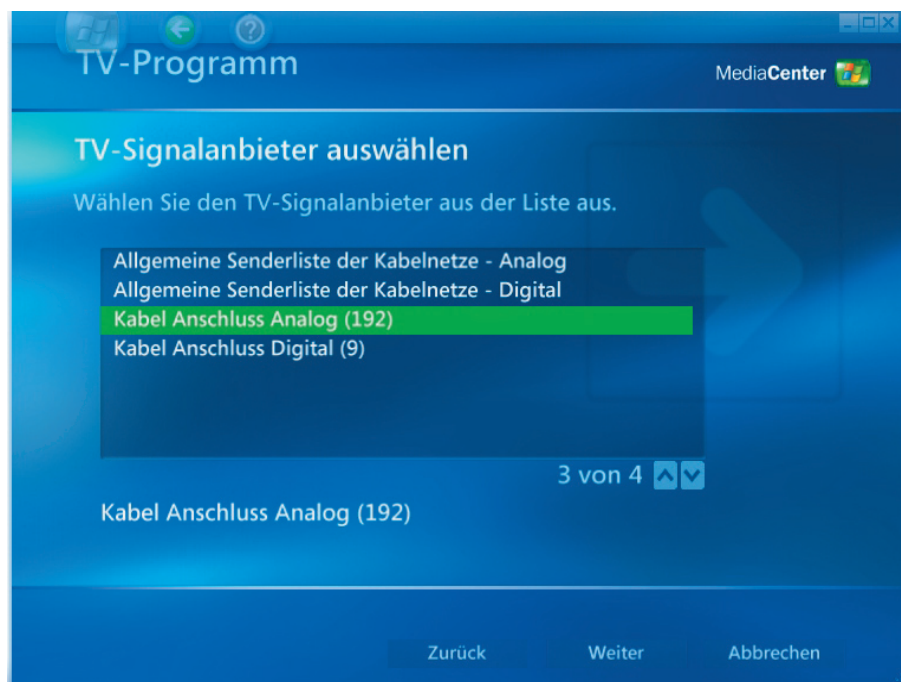 TV-Programm
MediaCenter
TV-Signalanbieter auswählen
Wählen Sie den TV-Signalanbieter aus der Liste aus.
Allgemeine Senderliste der Kabelnetze - Analog
Allgemeine Senderliste der Kabelnetze - Digital
Kabel Anschluss Analog (192)
Kabel Anschluss Digital (9)
3 von 4
Kabel Anschluss Analog (192)
Zurück Weiter Abbrechen